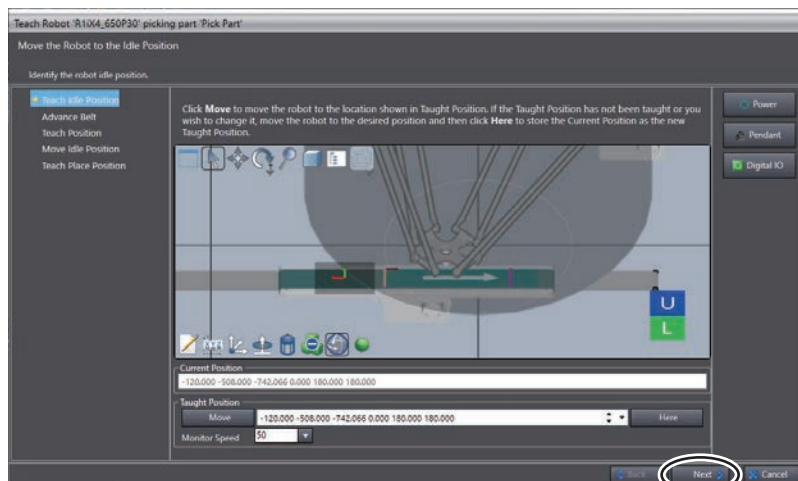 Teach Robot 'R1iX4_650P30' picking part 'Pick Part'
Move the Robot to the Idle Position
Identify the robot idle position.
Teach Idle Position
Advance Belt
Teach Position
Move Idle Position
Teach Place Position
Click Move to move the robot to the location shown in Taught Position. If the Taught Position has not been taught or you
wish to change it, move the robot to the desired position and then click Here to store the Current Position as the new
Taught Position.
Power
Pendant
Digital IO
U
L
Current Position
-120.000 -508.000 -742.066 0.000 180.000 180.000
Taught Position
Move
-120.000 -508.000 -742.066 0.000 180.000 180.000
Here
Monitor Speed
50
Back
Next
Cancel